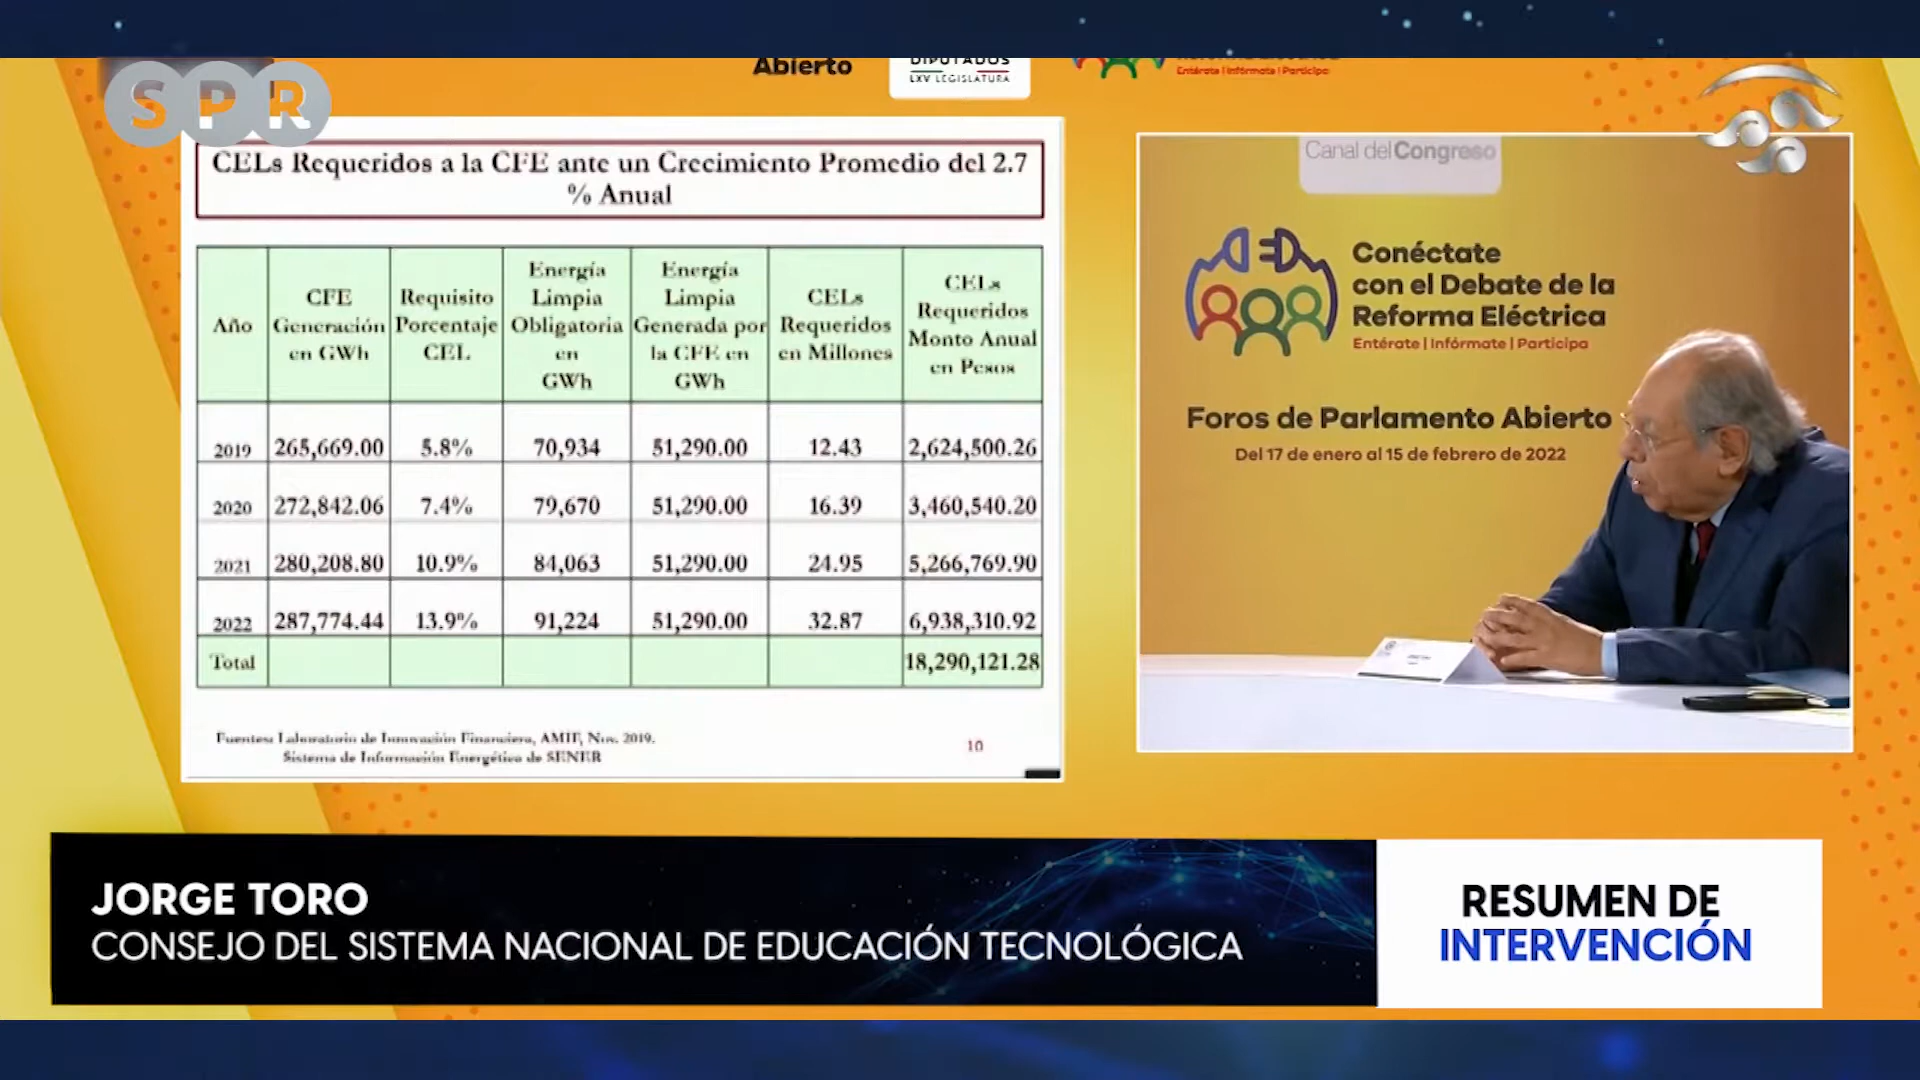 Abierto
DIPUTADOS
LXV LEGISLATURA
Entérate | Infórmate | Participa
SPR
CELs Requeridos a la CFE ante un Crecimiento Promedio del 2.7
% Anual
Año
CFE
Generación
en GWh
Requisito
Porcentaje
CEL
Energía
Limpia
Obligatoria
en
GWh
Energía
Limpia
Generada por
la CFE en
GWh
CELs
Requeridos
en Millones
CELs
Requeridos
Monto Anual
en Pesos
2019 265,669.00 5.8% 70,934 51,290.00 12.43 2,624,500.26
2020 272,842.06 7.4% 79,670 51,290.00 16.39 3,460,540.20
2021 280,208.80 10.9% 84,063 51,290.00 24.95 5,266,769.90
2022 287,774.44 13.9% 91,224 51,290.00 32.87 6,938,310.92
Total 18,290,121.28
Fuentes: Laboratorio de Innovación Financiera, AMIF, Nov. 2019.
Sistema de Información Energética de SENER
10
Canal del Congreso
Conéctate
con el Debate de la
Reforma Eléctrica
Entérate | Infórmate | Participa
Foros de Parlamento Abierto
Del 17 de enero al 15 de febrero de 2022
JORGE TORO
CONSEJO DEL SISTEMA NACIONAL DE EDUCACIÓN TECNOLÓGICA
RESUMEN DE
INTERVENCIÓN